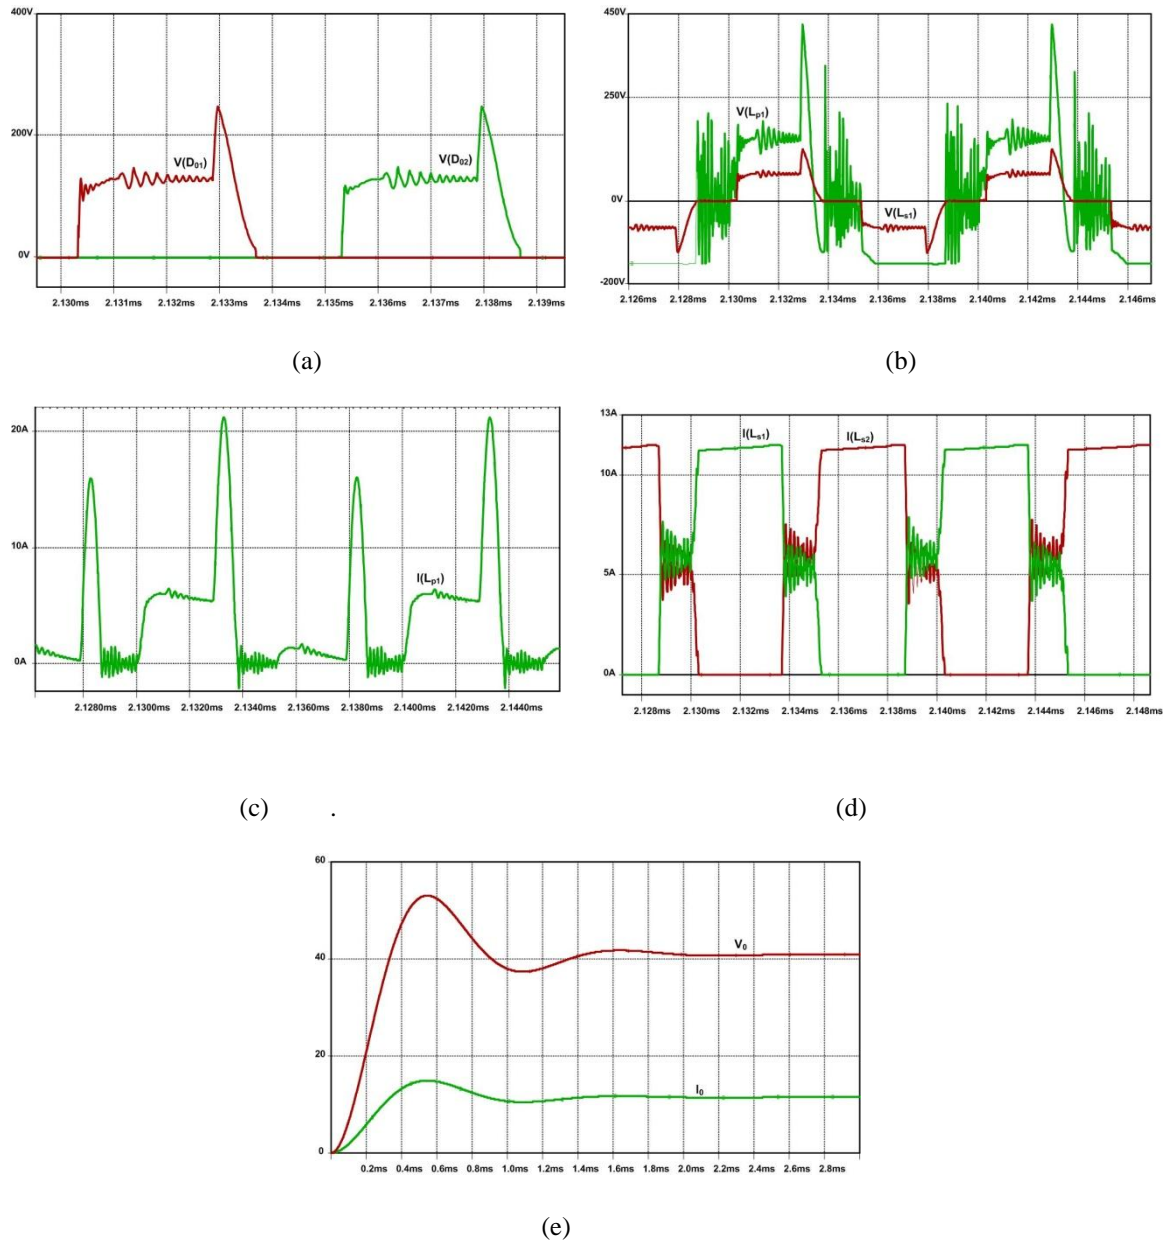 400V
200V
0V
V(D₀₁)
V(D₀₂)
2.130ms 2.131ms 2.132ms 2.133ms 2.134ms 2.135ms 2.136ms 2.137ms 2.138ms 2.139ms
(a)
450V
250V
0V
-200V
V(Lp1)
V(Ls1)
2.126ms 2.128ms 2.130ms 2.132ms 2.134ms 2.136ms 2.138ms 2.140ms 2.142ms 2.144ms 2.146ms
(b)
20A
10A
0A
I(Lp1)
2.1280ms 2.1300ms 2.1320ms 2.1340ms 2.1360ms 2.1380ms 2.1400ms 2.1420ms 2.1440ms
(c) .
13A
10A
5A
0A
I(Ls1)
I(Ls2)
2.128ms 2.130ms 2.132ms 2.134ms 2.136ms 2.138ms 2.140ms 2.142ms 2.144ms 2.146ms 2.148ms
(d)
60
40
20
0
V₀
I₀
0.2ms 0.4ms 0.6ms 0.8ms 1.0ms 1.2ms 1.4ms 1.6ms 1.8ms 2.0ms 2.2ms 2.4ms 2.6ms 2.8ms
(e)